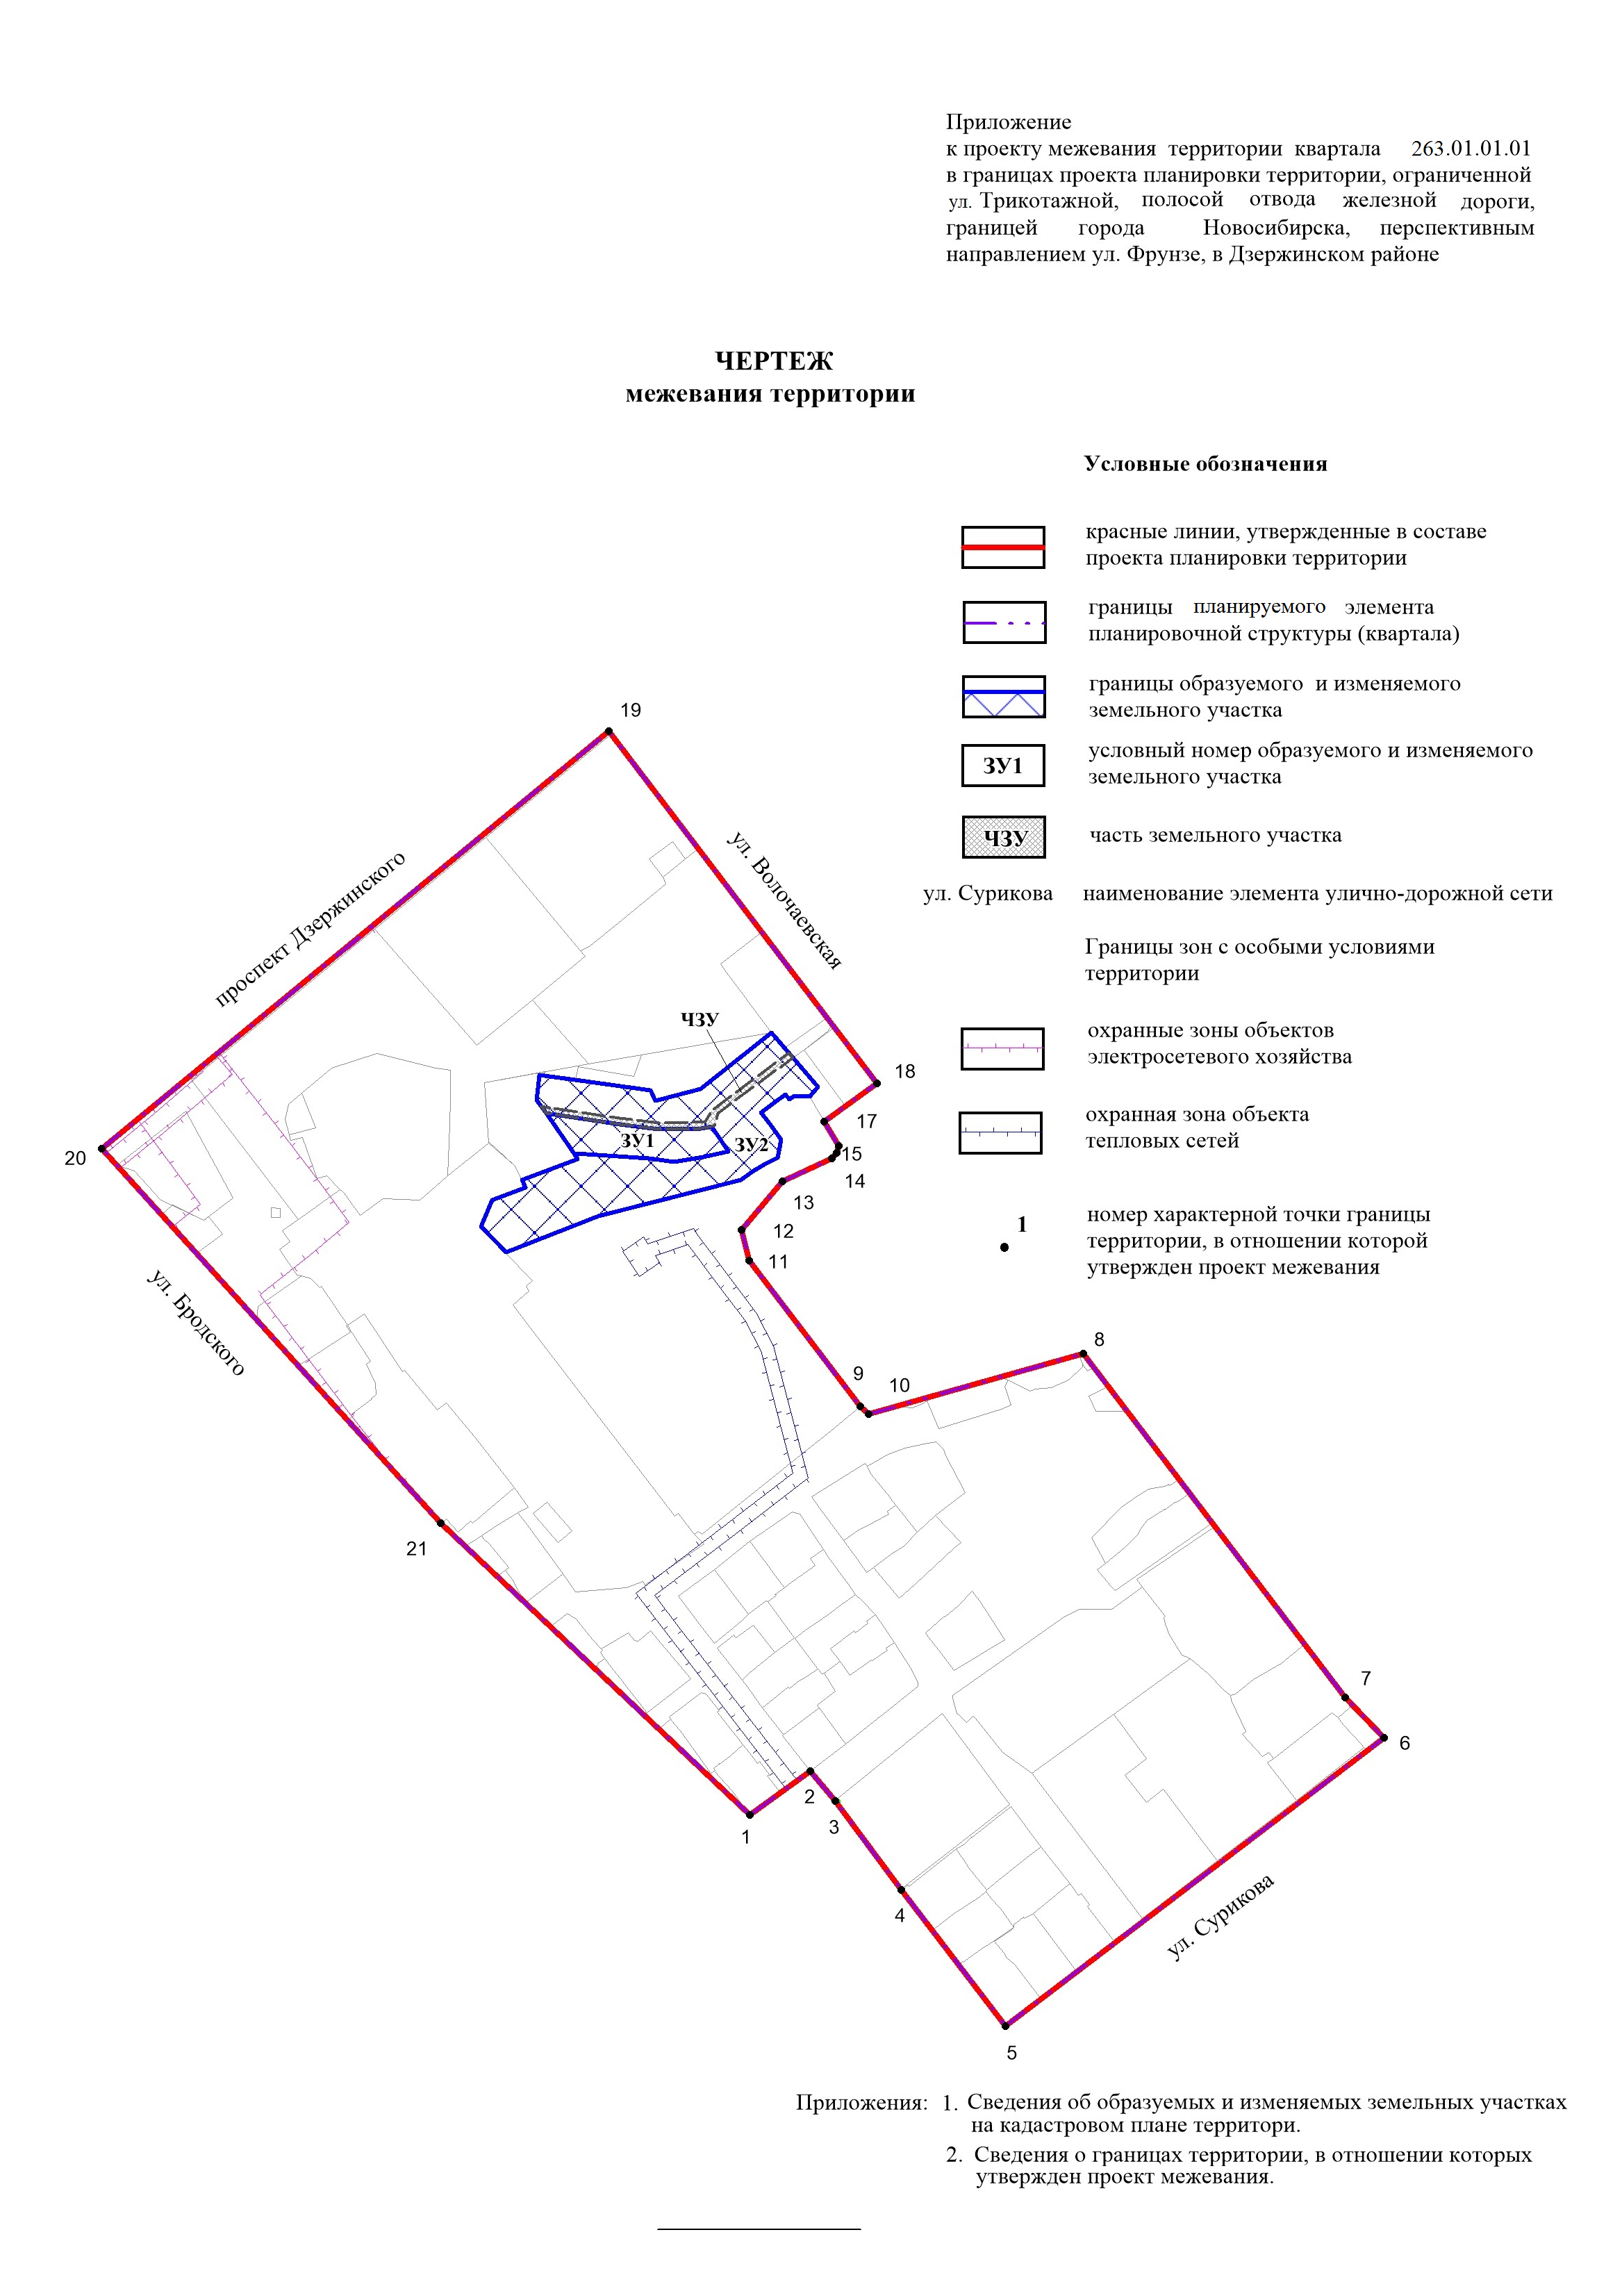 Приложение
к проекту межевания территории квартала 263.01.01.01
в границах проекта планировки территории, ограниченной
ул. Трикотажной, полосой отвода железной дороги,
границей города Новосибирска, перспективным
направлением ул. Фрунзе, в Дзержинском районе
ЧЕРТЕЖ
межевания территории
Условные обозначения
красные линии, утвержденные в составе
проекта планировки территории
границы планируемого элемента
планировочной структуры (квартала)
границы образуемого и изменяемого
земельного участка
ЗУ1
условный номер образуемого и изменяемого
земельного участка
ЧЗУ
часть земельного участка
ул. Сурикова
наименование элемента улично-дорожной сети
Границы зон с особыми условиями
территории
охранные зоны объектов
электросетевого хозяйства
охранная зона объекта
тепловых сетей
1
номер характерной точки границы
территории, в отношении которой
утвержден проект межевания
19
ул. Волочаевская
проспект Дзержинского
ЧЗУ
18
17
ЗУ1
ЗУ2
15
20
14
13
12
11
ул. Бродского
8
9
10
21
7
6
2
3
1
4
ул. Сурикова
5
Приложения: 1. Сведения об образуемых и изменяемых земельных участках
на кадастровом плане територи.
2. Сведения о границах территории, в отношении которых
утвержден проект межевания.